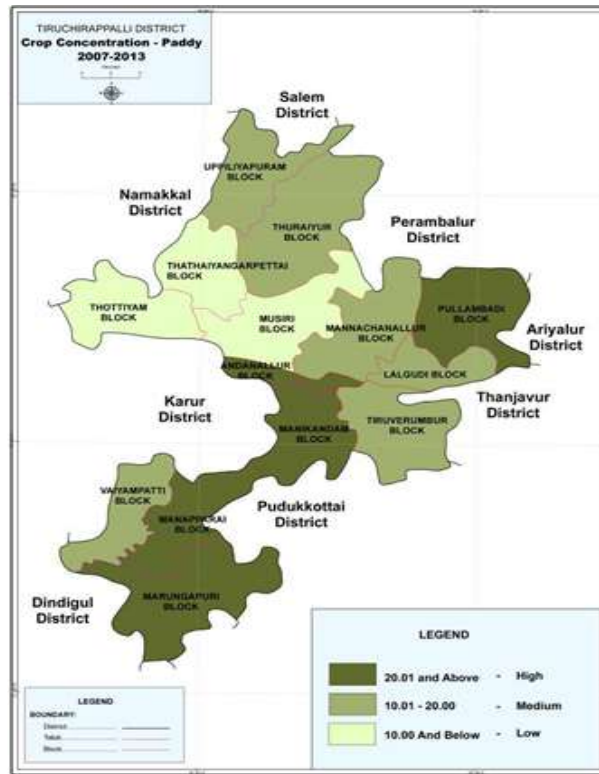 TIRUCHIRAPPALLI DISTRICT
Crop Concentration - Paddy
2007-2013
Salem
District
UPPILIYAPURAM
BLOCK
Namakkal
District
THURAIYUR
BLOCK
Perambalur
District
THATHAIYANGARPETTAI
BLOCK
THOTTIYAM
BLOCK
MUSIRI
BLOCK
MANNACHANALLUR
BLOCK
PULLAMBADI
BLOCK
Ariyalur
District
ANDANALLUR
BLOCK
LALGUDI BLOCK
Karur
District
Thanjavur
District
MANIKANDAM
BLOCK
TIRUVERUMBUR
BLOCK
VAIYAMPATTI
BLOCK
Pudukkottai
District
MANAPPARAI
BLOCK
Dindigul
District
MARUNGAPURI
BLOCK
LEGEND
20.01 and Above - High
10.01 - 20.00 - Medium
10.00 And Below - Low
LEGEND
BOUNDARY:
District
Taluk
Block